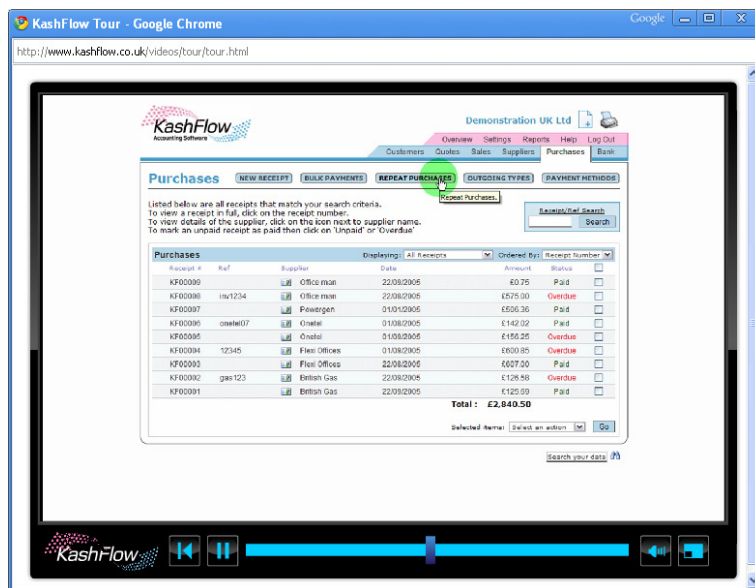 KashFlow Tour - Google Chrome
Google
http://www.kashflow.co.uk/videos/tour/tour.html
KashFlow
Accounting Software
Demonstration UK Ltd
Overview Settings Reports Help Log Out
Customers Quotes Sales Suppliers Purchases Bank
Purchases
NEW RECEIPT BULK PAYMENTS REPEAT PURCHASES OUTGOING TYPES PAYMENT METHODS
Repeat Purchases.
Listed below are all receipts that match your search criteria.
To view a receipt in full, click on the receipt number.
To view details of the supplier, click on the icon next to supplier name.
To mark an unpaid receipt as paid then click on 'Unpaid' or 'Overdue'
Receipt/Ref Search
Search
Purchases Displaying: All Receipts Ordered By: Receipt Number
Receipt # Ref Supplier Date Amount Status
KF00009 Office man 22/09/2005 £0.75 Paid
KF00008 inv1234 Office man 22/09/2005 £575.00 Overdue
KF00007 Powergen 01/01/2005 £506.36 Paid
KF00006 onetel07 Onetel 01/08/2005 £142.02 Paid
KF00005 Onetel 01/09/2005 £156.25 Overdue
KF00004 12345 Flexi Offices 01/09/2005 £600.85 Overdue
KF00003 Flexi Offices 22/08/2005 £607.00 Paid
KF00002 gas123 British Gas 22/09/2005 £126.58 Overdue
KF00001 British Gas 22/09/2005 £125.69 Paid
Total : £2,840.50
Selected Items: Select an action Go
Search your data
KashFlow